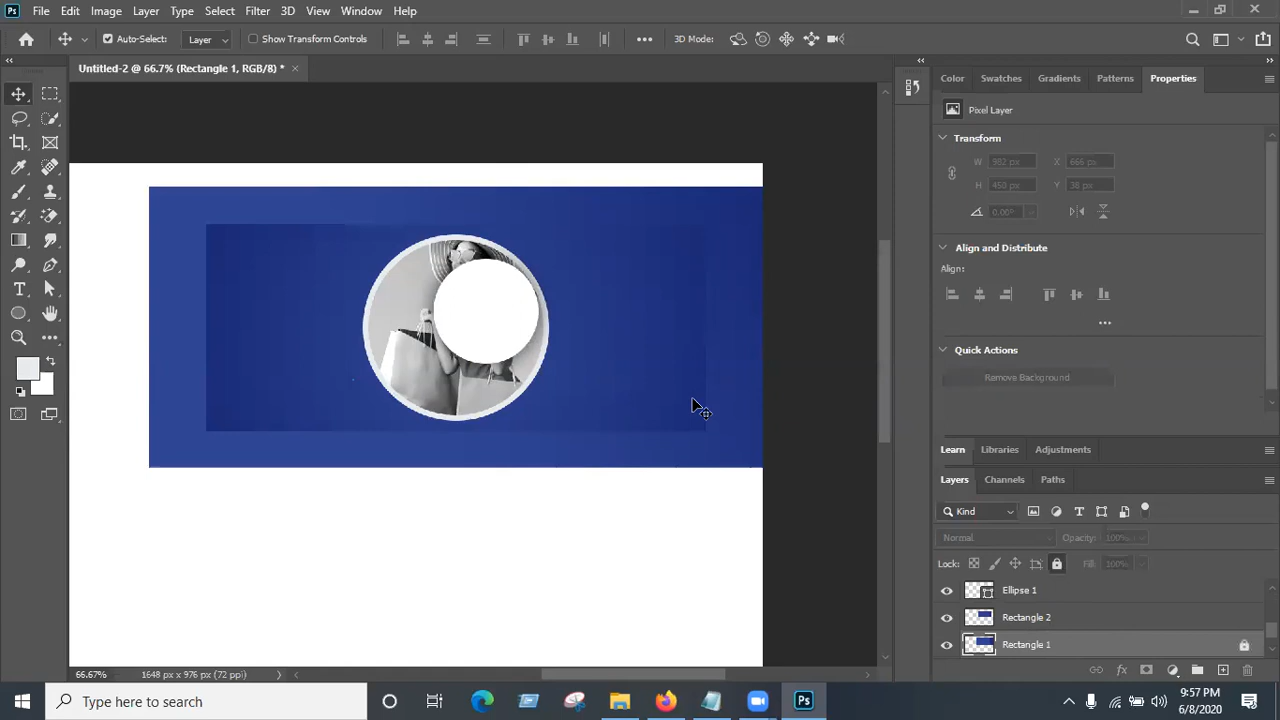 Ps File Edit Image Layer Type Select Filter 3D View Window Help
Auto-Select: Layer Show Transform Controls 3D Mode:
Untitled-2 @ 66.7% (Rectangle 1, RGB/8) *
Color Swatches Gradients Patterns Properties
Pixel Layer
Transform
W 982 px X 666 px
H 450 px Y 38 px
0.00°
Align and Distribute
Align:
Quick Actions
Remove Background
Learn Libraries Adjustments
Layers Channels Paths
Kind
Normal Opacity: 100%
Lock: Fill: 100%
Ellipse 1
Rectangle 2
Rectangle 1
66.67% 1648 px x 976 px (72 ppi)
Type here to search
Ps
9:57 PM
6/8/2020